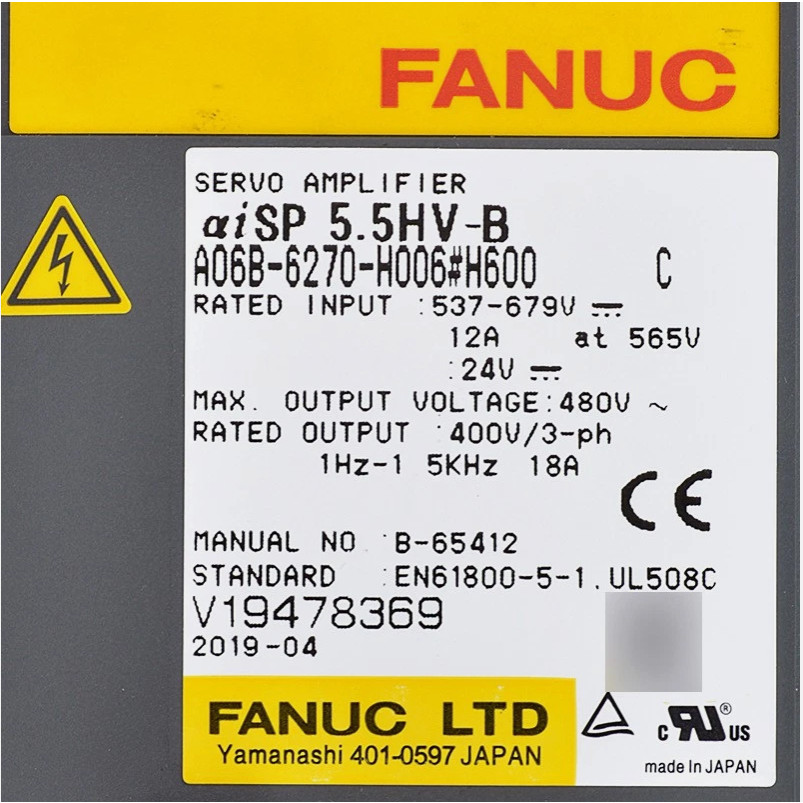 FANUC
SERVO AMPLIFIER
αiSP 5.5HV-B
A06B-6270-H006#H600 C
RATED INPUT :537-679V ⎓
12A at 565V
:24V ⎓
MAX. OUTPUT VOLTAGE:480V ~
RATED OUTPUT :400V/3-ph
1Hz-1 5KHz 18A
CE
MANUAL NO :B-65412
STANDARD :EN61800-5-1.UL508C
V19478369
2019-04
FANUC LTD
Yamanashi 401-0597 JAPAN
c RU® US
made In JAPAN